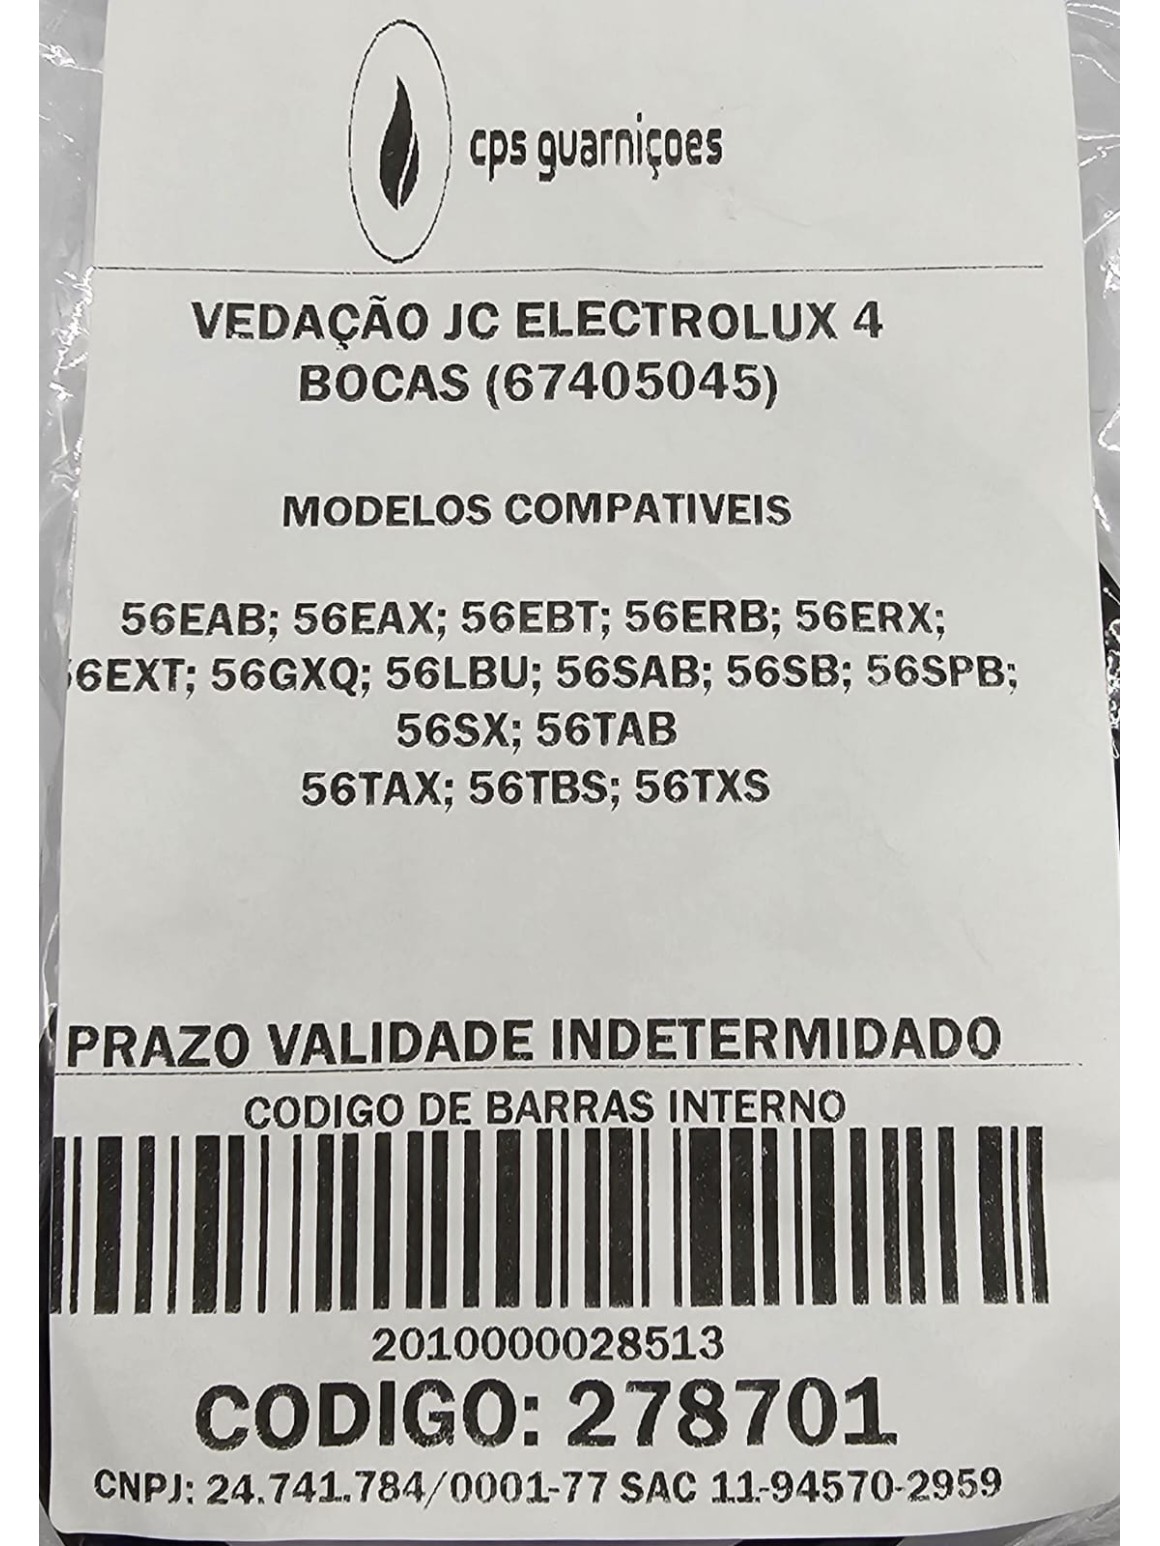 cps guarniçoes
VEDAÇÃO JC ELECTROLUX 4
BOCAS (67405045)
MODELOS COMPATIVEIS
56EAB; 56EAX; 56EBT; 56ERB; 56ERX;
56EXT; 56GXQ; 56LBU; 56SAB; 56SB; 56SPB;
56SX; 56TAB
56TAX; 56TBS; 56TXS
PRAZO VALIDADE INDETERMIDADO
CODIGO DE BARRAS INTERNO
2010000028513
CODIGO: 278701
CNPJ: 24.741.784/0001-77 SAC 11-94570-2959